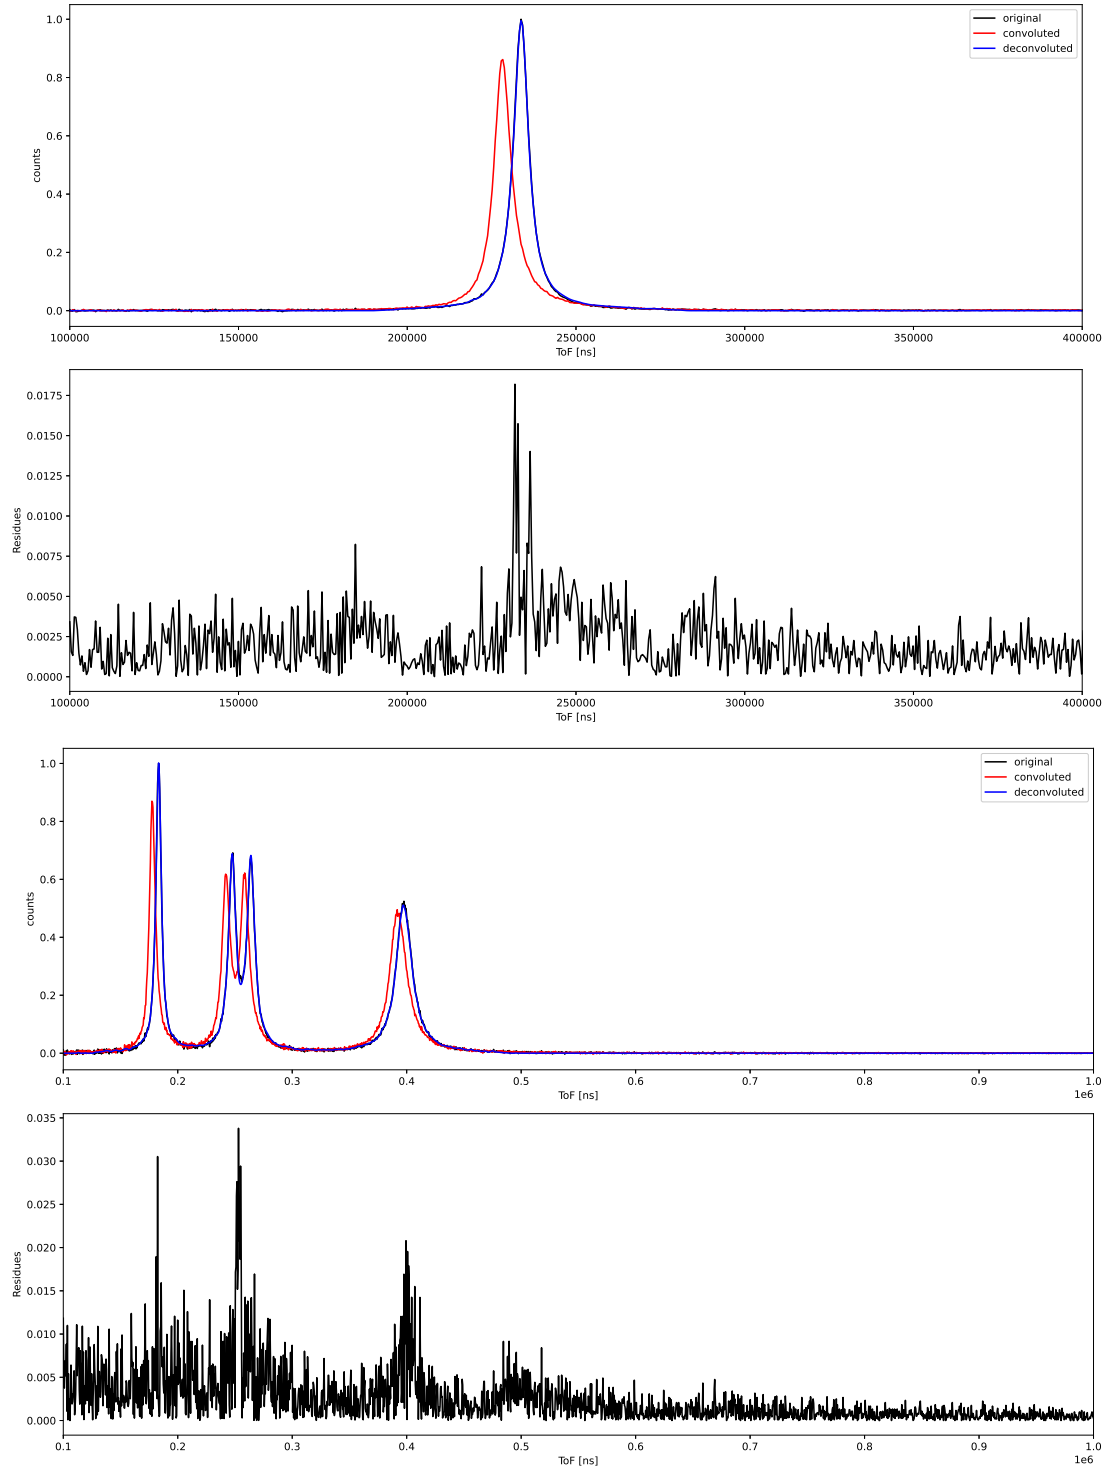 1.0
0.8
0.6
0.4
0.2
0.0
counts
original
convoluted
deconvoluted
100000 150000 200000 250000 300000 350000 400000
ToF [ns]
0.0175
0.0150
0.0125
0.0100
0.0075
0.0050
0.0025
0.0000
Residues
100000 150000 200000 250000 300000 350000 400000
ToF [ns]
1.0
0.8
0.6
0.4
0.2
0.0
counts
original
convoluted
deconvoluted
0.1 0.2 0.3 0.4 0.5 0.6 0.7 0.8 0.9 1.0
ToF [ns]
1e6
0.035
0.030
0.025
0.020
0.015
0.010
0.005
0.000
Residues
0.1 0.2 0.3 0.4 0.5 0.6 0.7 0.8 0.9 1.0
ToF [ns]
1e6